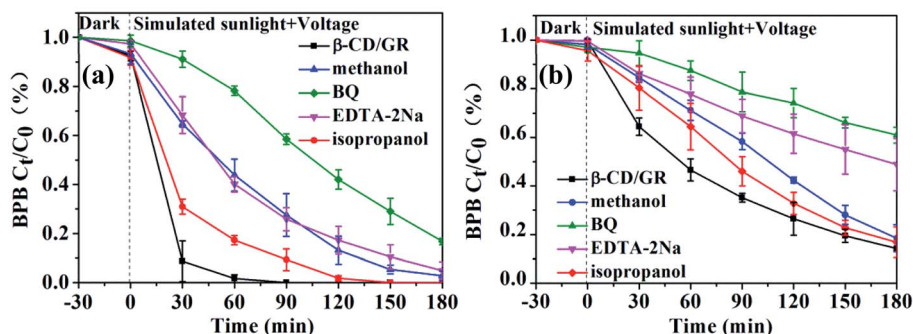 Dark Simulated sunlight+Voltage
(a)
β-CD/GR
methanol
BQ
EDTA-2Na
isopropanol
BPB Ct/C0 (%)
1.0
0.8
0.6
0.4
0.2
0.0
-30 0 30 60 90 120 150 180
Time (min)
Dark Simulated sunlight+Voltage
(b)
β-CD/GR
methanol
BQ
EDTA-2Na
isopropanol
BPB Ct/C0 (%)
1.0
0.8
0.6
0.4
0.2
0.0
-30 0 30 60 90 120 150 180
Time (min)